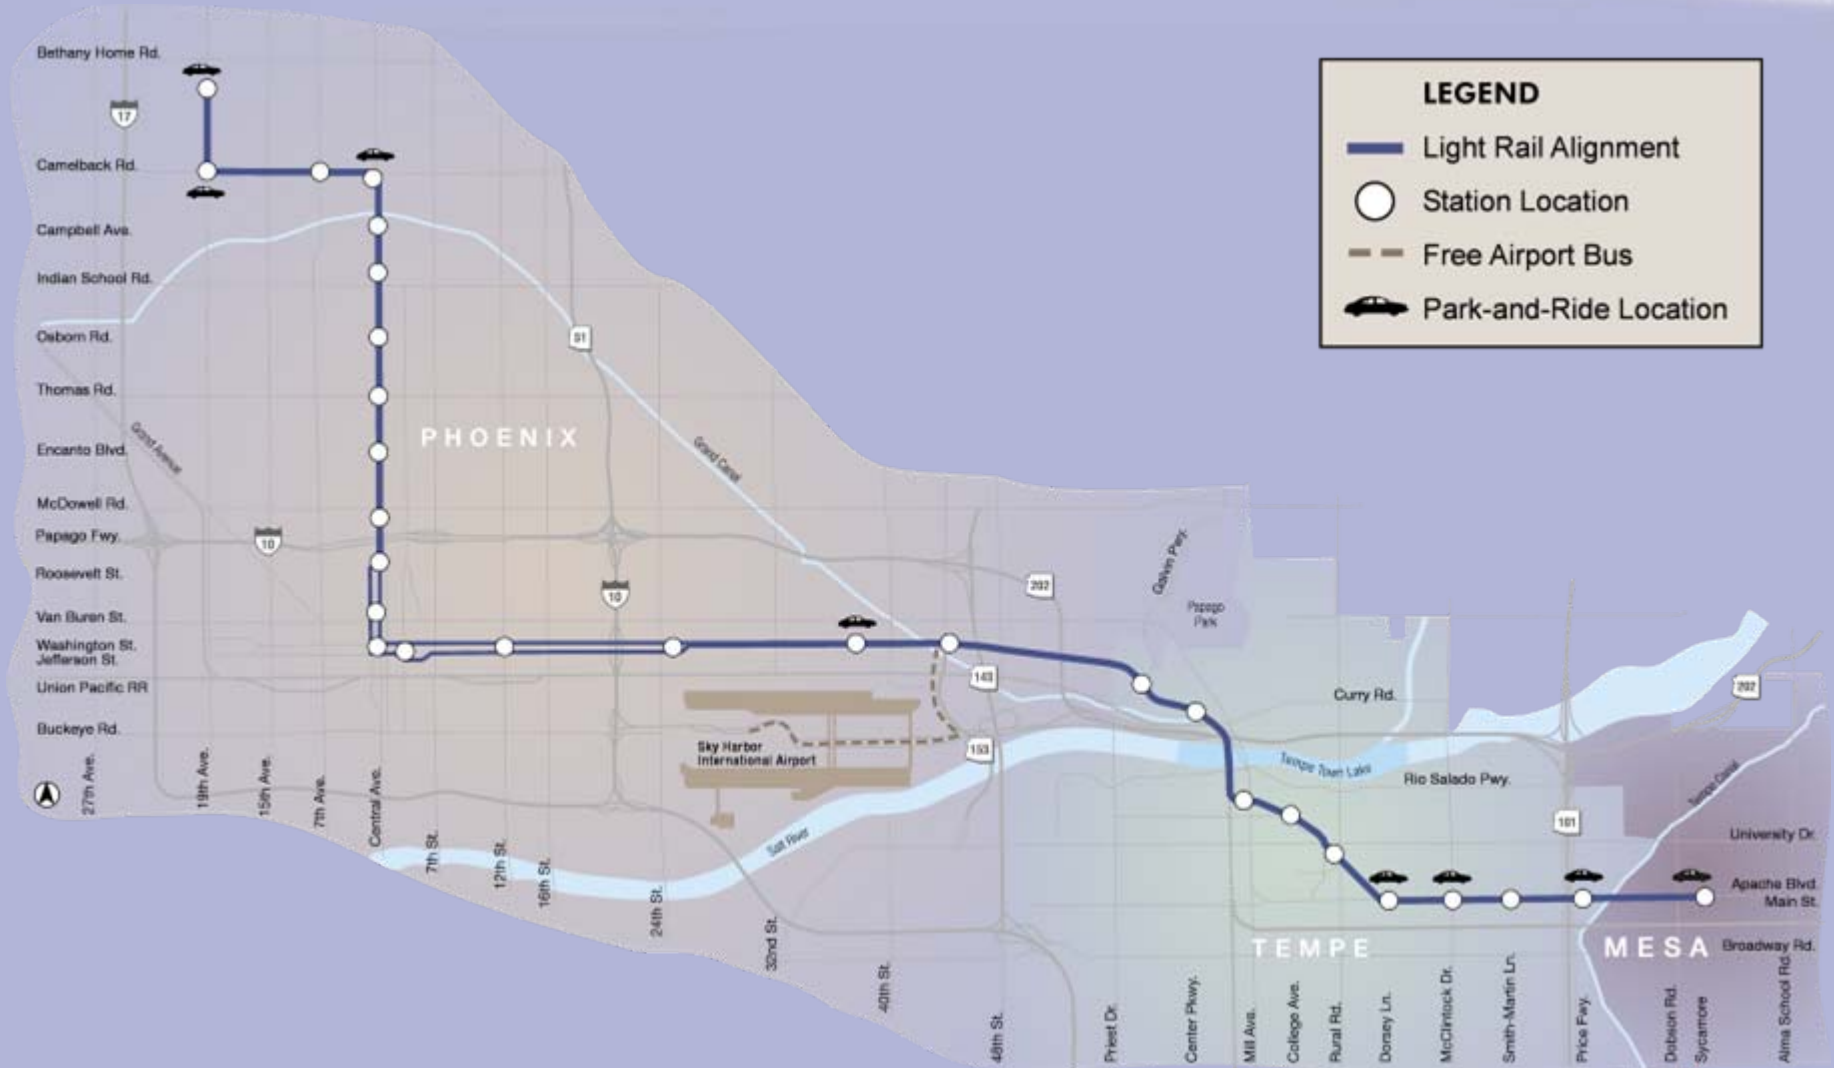 LEGEND
Light Rail Alignment
Station Location
Free Airport Bus
Park-and-Ride Location
Bethany Home Rd.
17
Camelback Rd.
Campbell Ave.
Indian School Rd.
Osborn Rd.
51
Thomas Rd.
PHOENIX
Grand Avenue
Encanto Blvd.
Grand Canal
McDowell Rd.
Papago Fwy.
10
Roosevelt St.
10
202
Galvin Pwy.
Papago
Park
Van Buren St.
Washington St.
Jefferson St.
Union Pacific RR
143
Curry Rd.
202
Buckeye Rd.
Sky Harbor
International Airport
153
Tempe Town Lake
Rio Salado Pwy.
Tempe Canal
101
Salt River
University Dr.
Apache Blvd.
Main St.
TEMPE
MESA
Broadway Rd.
27th Ave.
19th Ave.
15th Ave.
7th Ave.
Central Ave.
7th St.
12th St.
16th St.
24th St.
32nd St.
40th St.
48th St.
Priest Dr.
Center Pkwy.
Mill Ave.
College Ave.
Rural Rd.
Dorsey Ln.
McClintock Dr.
Smith-Martin Ln.
Price Fwy.
Dobson Rd.
Sycamore
Alma School Rd.